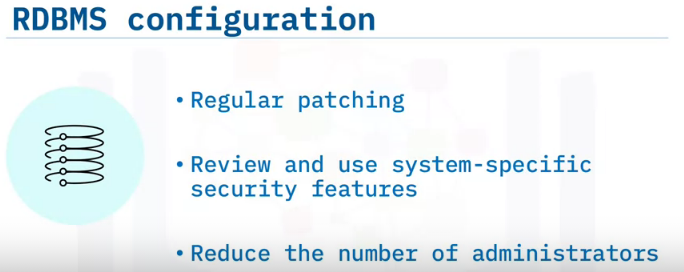 RDBMS configuration
• Regular patching
• Review and use system-specific
security features
• Reduce the number of administrators